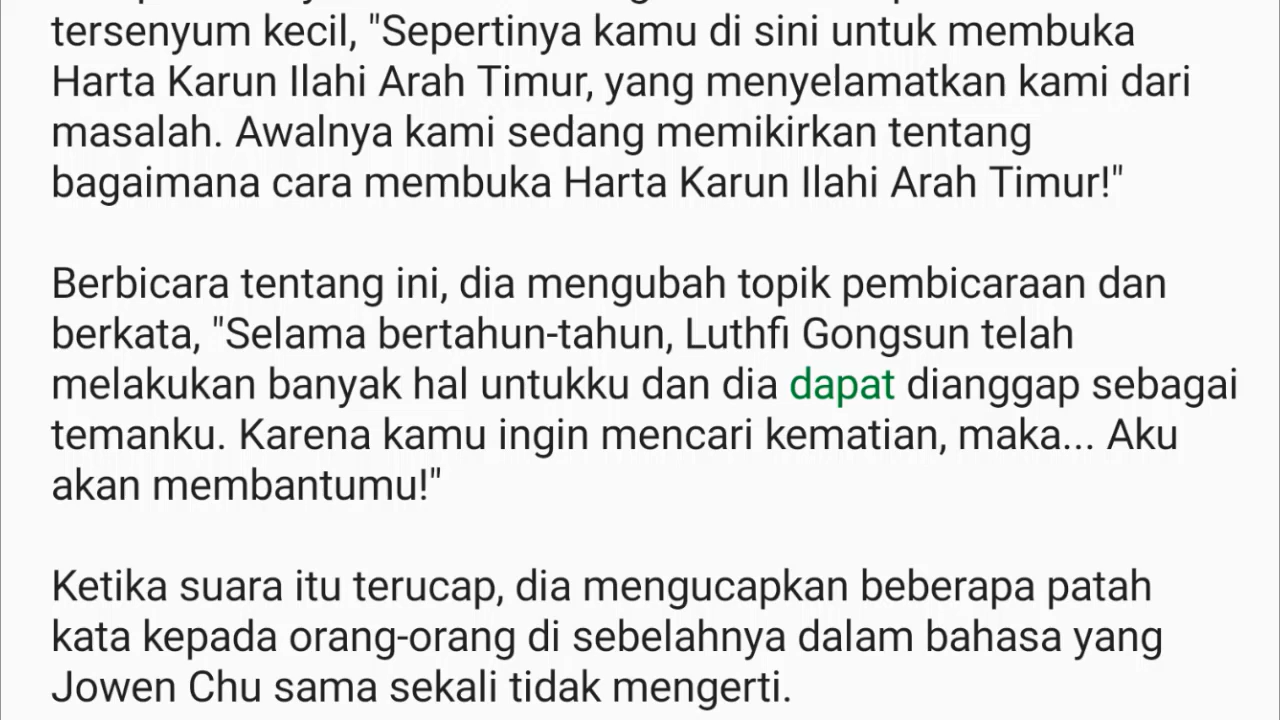 tersenyum kecil, "Sepertinya kamu di sini untuk membuka
Harta Karun Ilahi Arah Timur, yang menyelamatkan kami dari
masalah. Awalnya kami sedang memikirkan tentang
bagaimana cara membuka Harta Karun Ilahi Arah Timur!"
Berbicara tentang ini, dia mengubah topik pembicaraan dan
berkata, "Selama bertahun-tahun, Luthfi Gongsun telah
melakukan banyak hal untukku dan dia dapat dianggap sebagai
temanku. Karena kamu ingin mencari kematian, maka... Aku
akan membantumu!"
Ketika suara itu terucap, dia mengucapkan beberapa patah
kata kepada orang-orang di sebelahnya dalam bahasa yang
Jowen Chu sama sekali tidak mengerti.